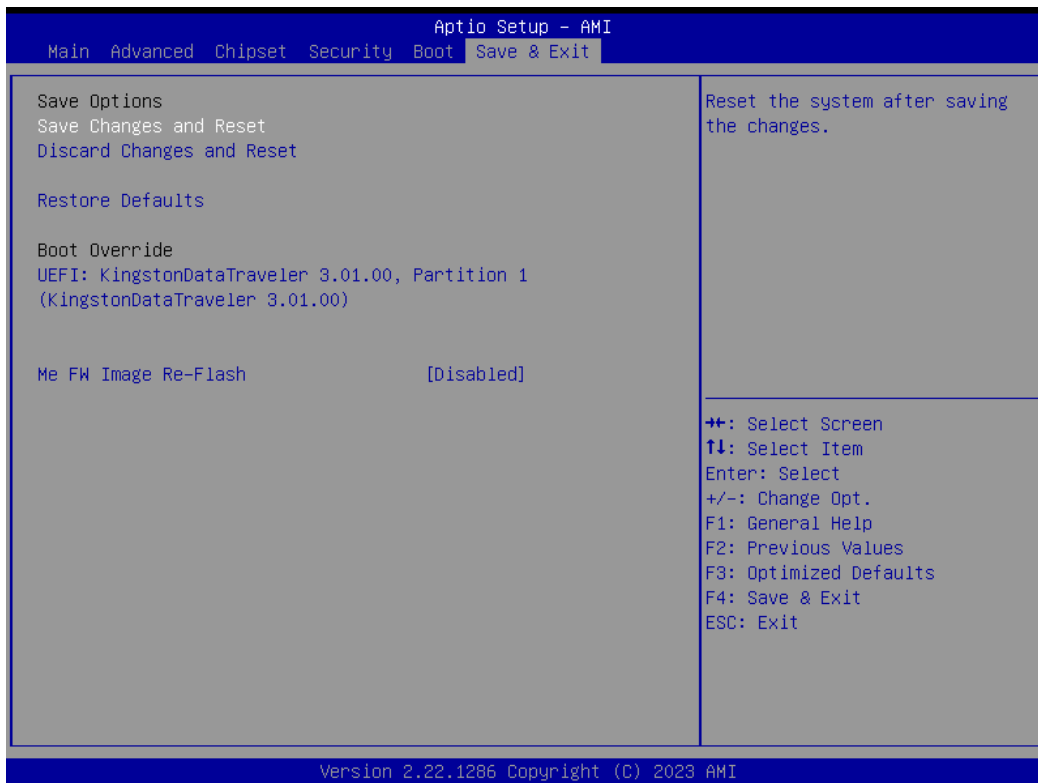 Aptio Setup – AMI
Main Advanced Chipset Security Boot Save & Exit
Save Options
Save Changes and Reset
Discard Changes and Reset
Restore Defaults
Boot Override
UEFI: KingstonDataTraveler 3.01.00, Partition 1
(KingstonDataTraveler 3.01.00)
Me FW Image Re-Flash [Disabled]
Reset the system after saving
the changes.
→←: Select Screen
↑↓: Select Item
Enter: Select
+/-: Change Opt.
F1: General Help
F2: Previous Values
F3: Optimized Defaults
F4: Save & Exit
ESC: Exit
Version 2.22.1286 Copyright (C) 2023 AMI